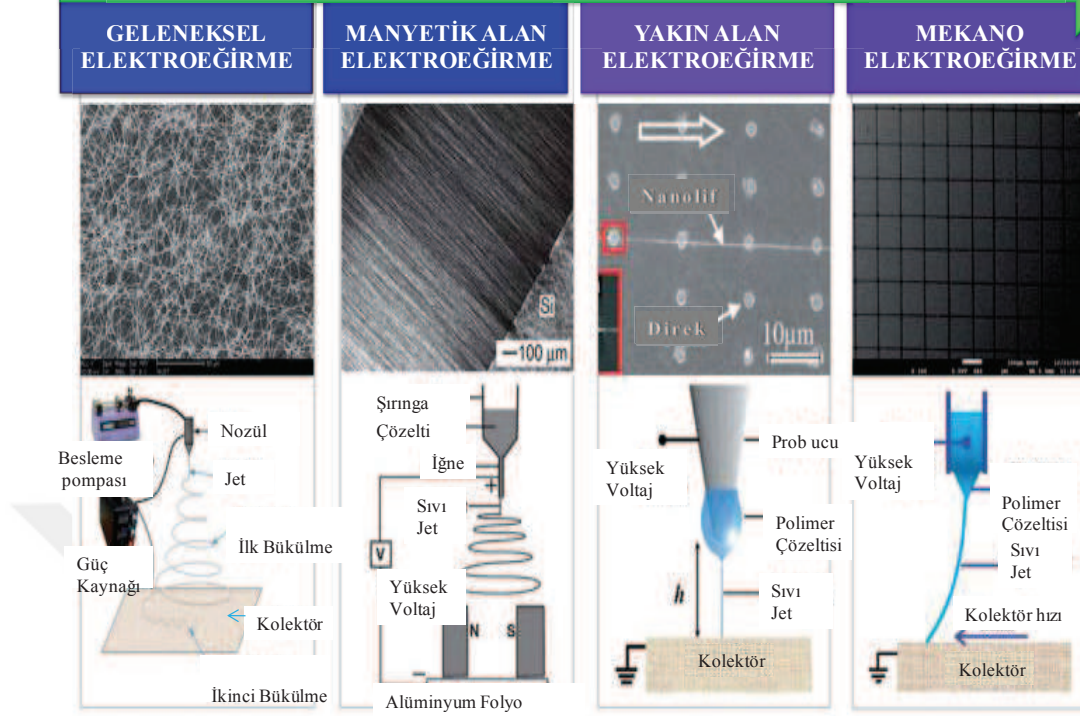 GELENEKSEL
ELEKTROEĞİRME
MANYETİK ALAN
ELEKTROEĞİRME
YAKIN ALAN
ELEKTROEĞİRME
MEKANO
ELEKTROEĞİRME
Si
100 µm
Nanolif
Direk
10µm
Nozül
Besleme
pompası
Jet
İlk Bükülme
Güç
Kaynağı
Kolektör
İkinci Bükülme
Şırınga
Çözelti
İğne
+
Sıvı
Jet
V
Yüksek
Voltaj
N
S
−
Alüminyum Folyo
Prob ucu
Yüksek
Voltaj
Polimer
Çözeltisi
h
Sıvı
Jet
Kolektör
Yüksek
Voltaj
Polimer
Çözeltisi
Sıvı
Jet
Kolektör hızı
Kolektör